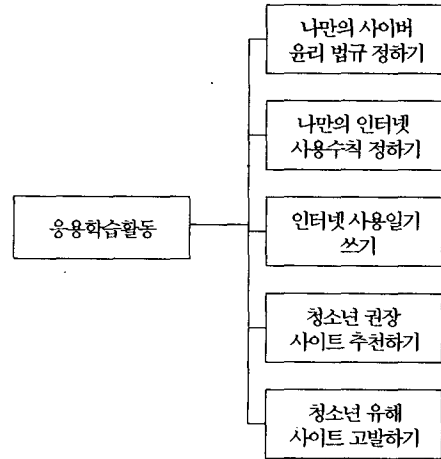 나만의 사이버
윤리 법규 정하기
나만의 인터넷
사용수칙 정하기
응용학습활동
인터넷 사용일기
쓰기
청소년 권장
사이트 추천하기
청소년 유해
사이트 고발하기